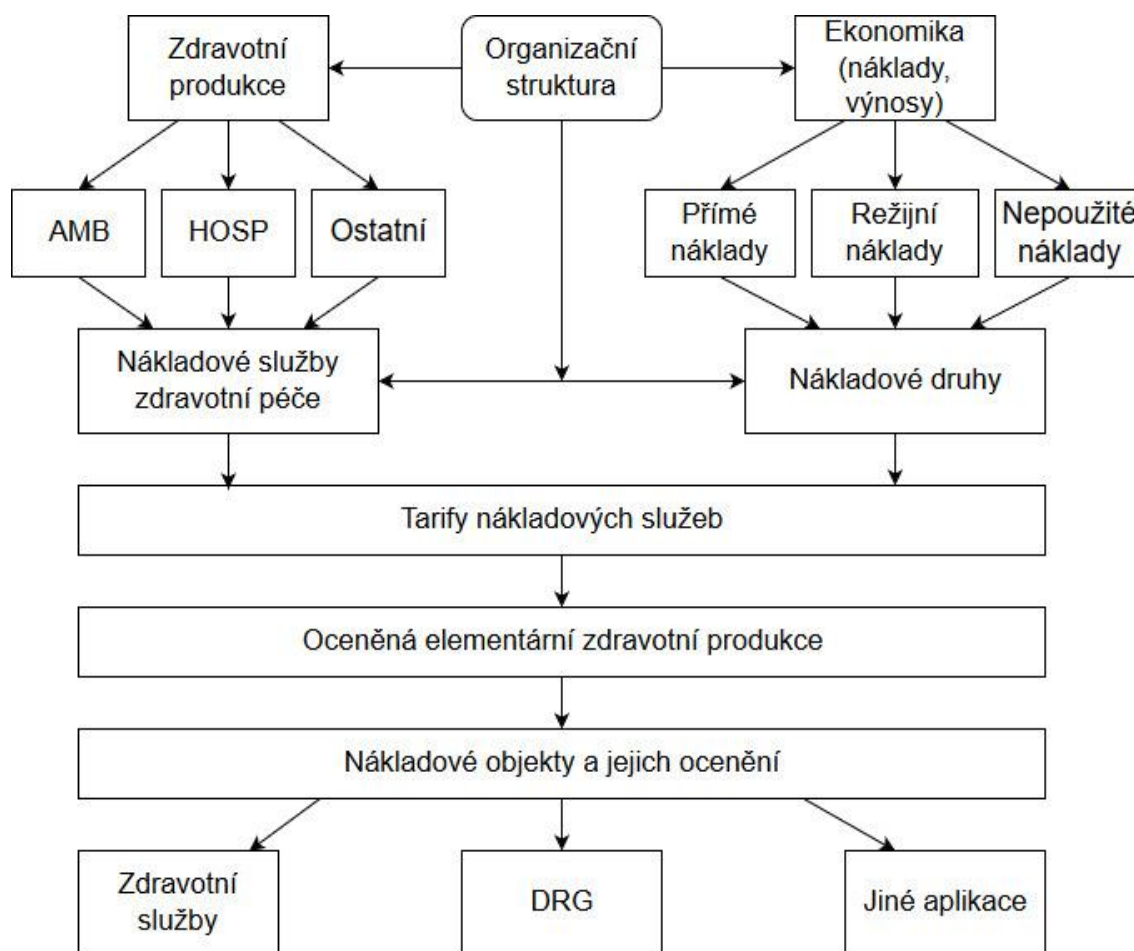 Zdravotní
produkce
Organizační
struktura
Ekonomika
(náklady,
výnosy)
AMB
HOSP
Ostatní
Přímé
náklady
Režijní
náklady
Nepoužité
náklady
Nákladové služby
zdravotní péče
Nákladové druhy
Tarify nákladových služeb
Oceněná elementární zdravotní produkce
Nákladové objekty a jejich ocenění
Zdravotní
služby
DRG
Jiné aplikace